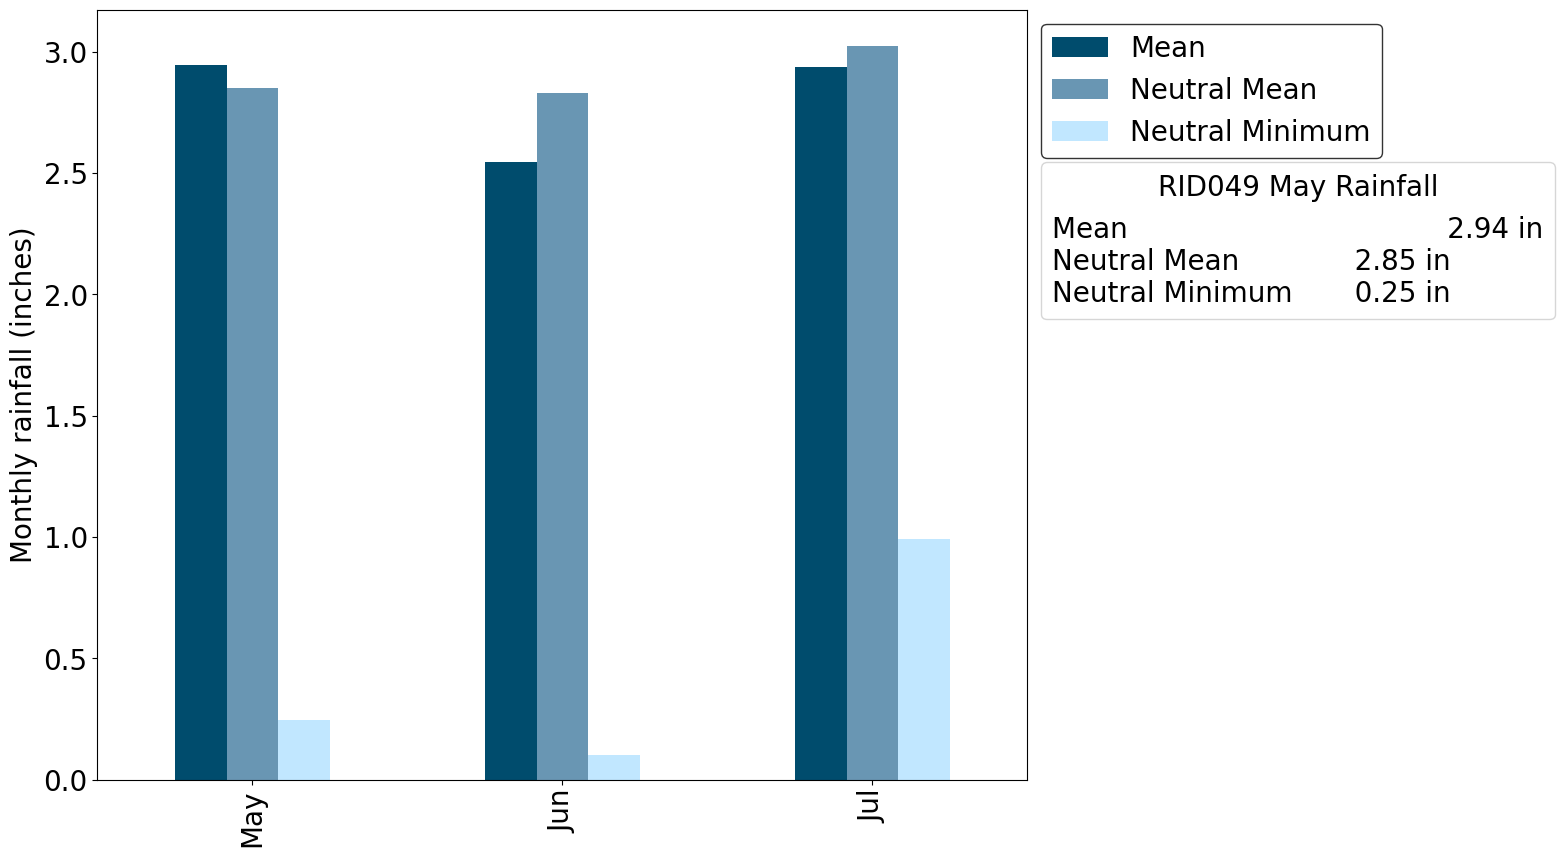 Monthly rainfall (inches)
3.0
2.5
2.0
1.5
1.0
0.5
0.0
May
Jun
Jul
Mean
Neutral Mean
Neutral Minimum
RID049 May Rainfall
Mean 2.94 in
Neutral Mean 2.85 in
Neutral Minimum 0.25 in